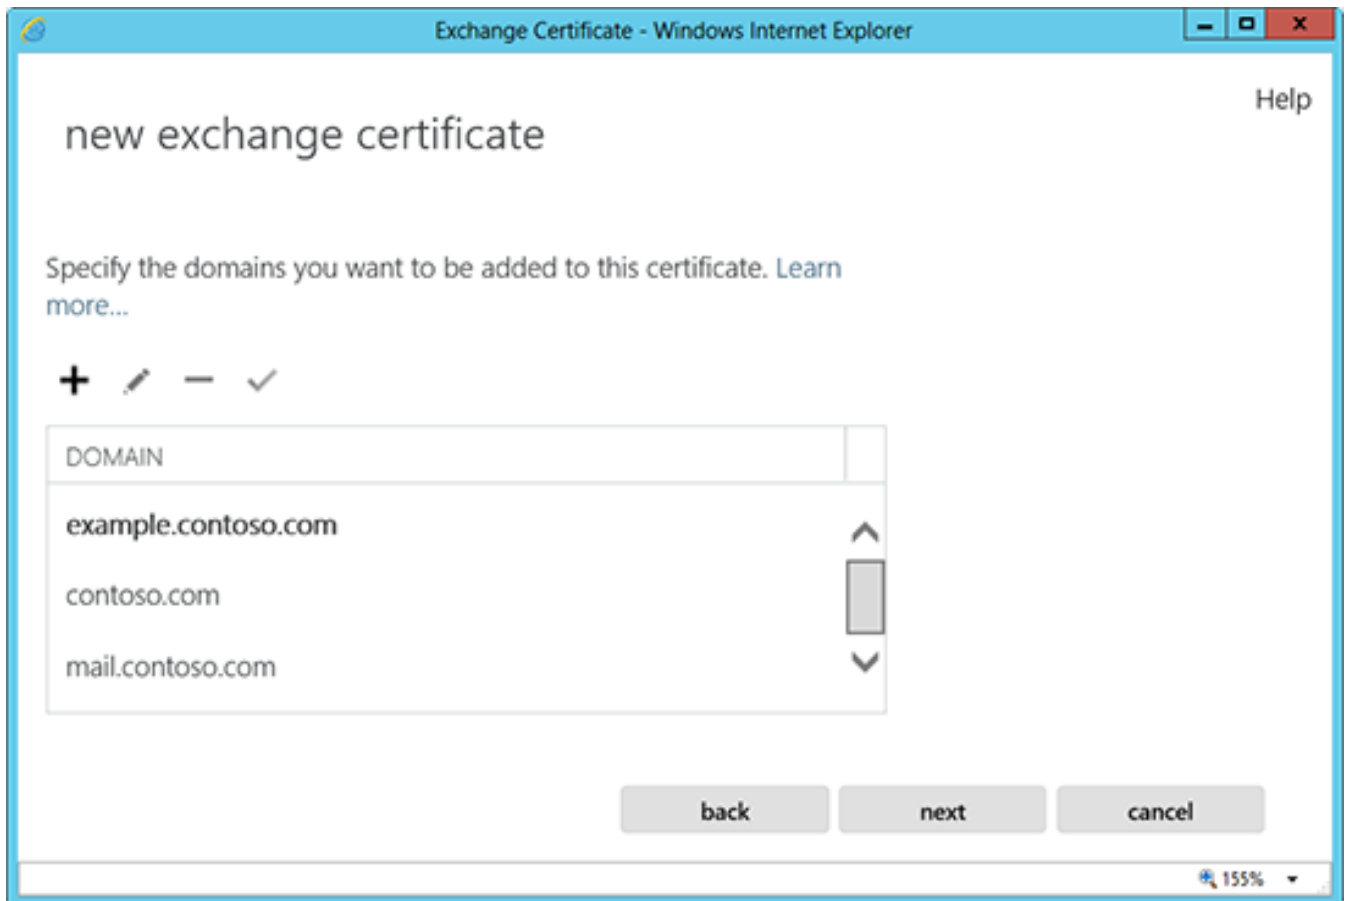 Exchange Certificate - Windows Internet Explorer
Help
new exchange certificate
Specify the domains you want to be added to this certificate. Learn
more...
DOMAIN
example.contoso.com
contoso.com
mail.contoso.com
back next cancel
155%